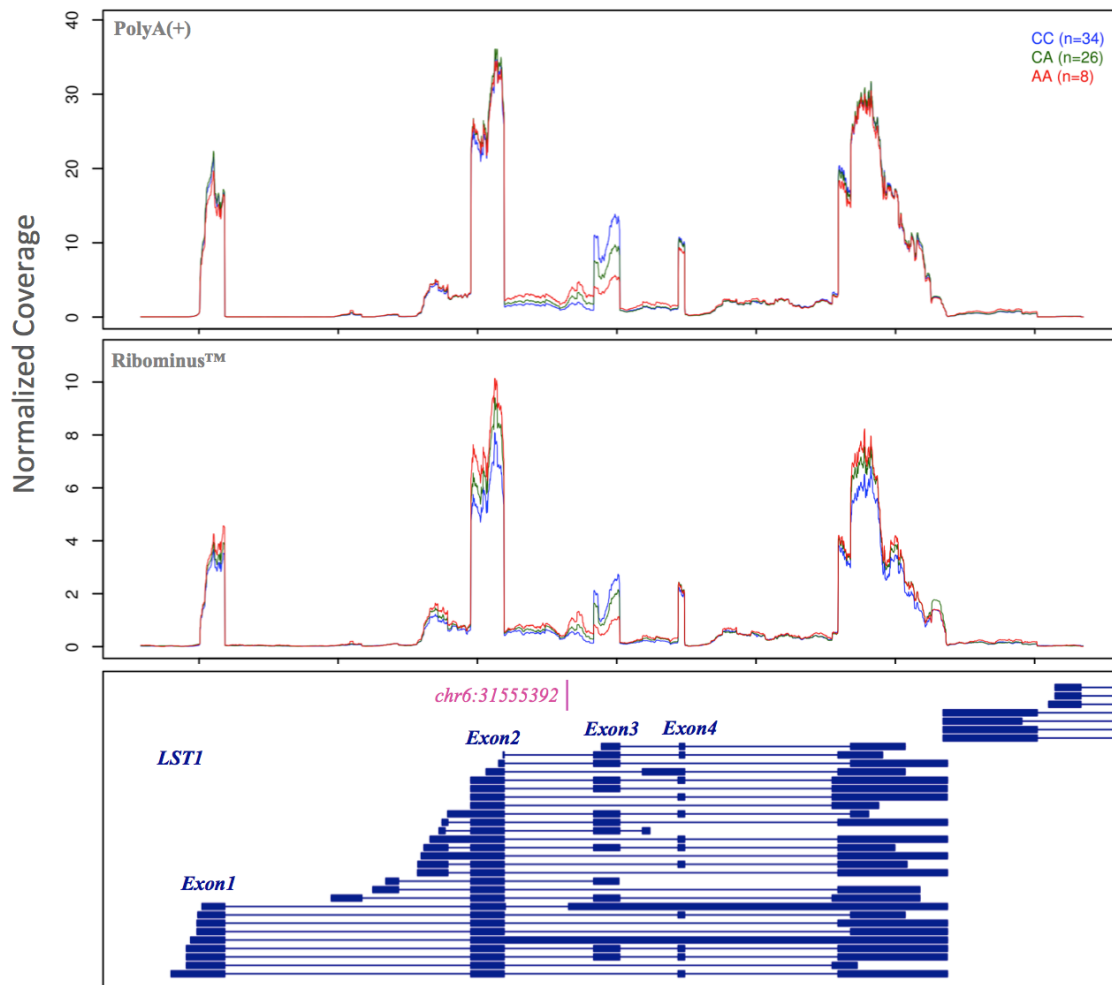 Normalized Coverage
PolyA(+)
40
30
20
10
0
CC (n=34)
CA (n=26)
AA (n=8)
Ribominus™
10
8
6
4
2
0
chr6:31555392
LST1
Exon1
Exon2
Exon3
Exon4